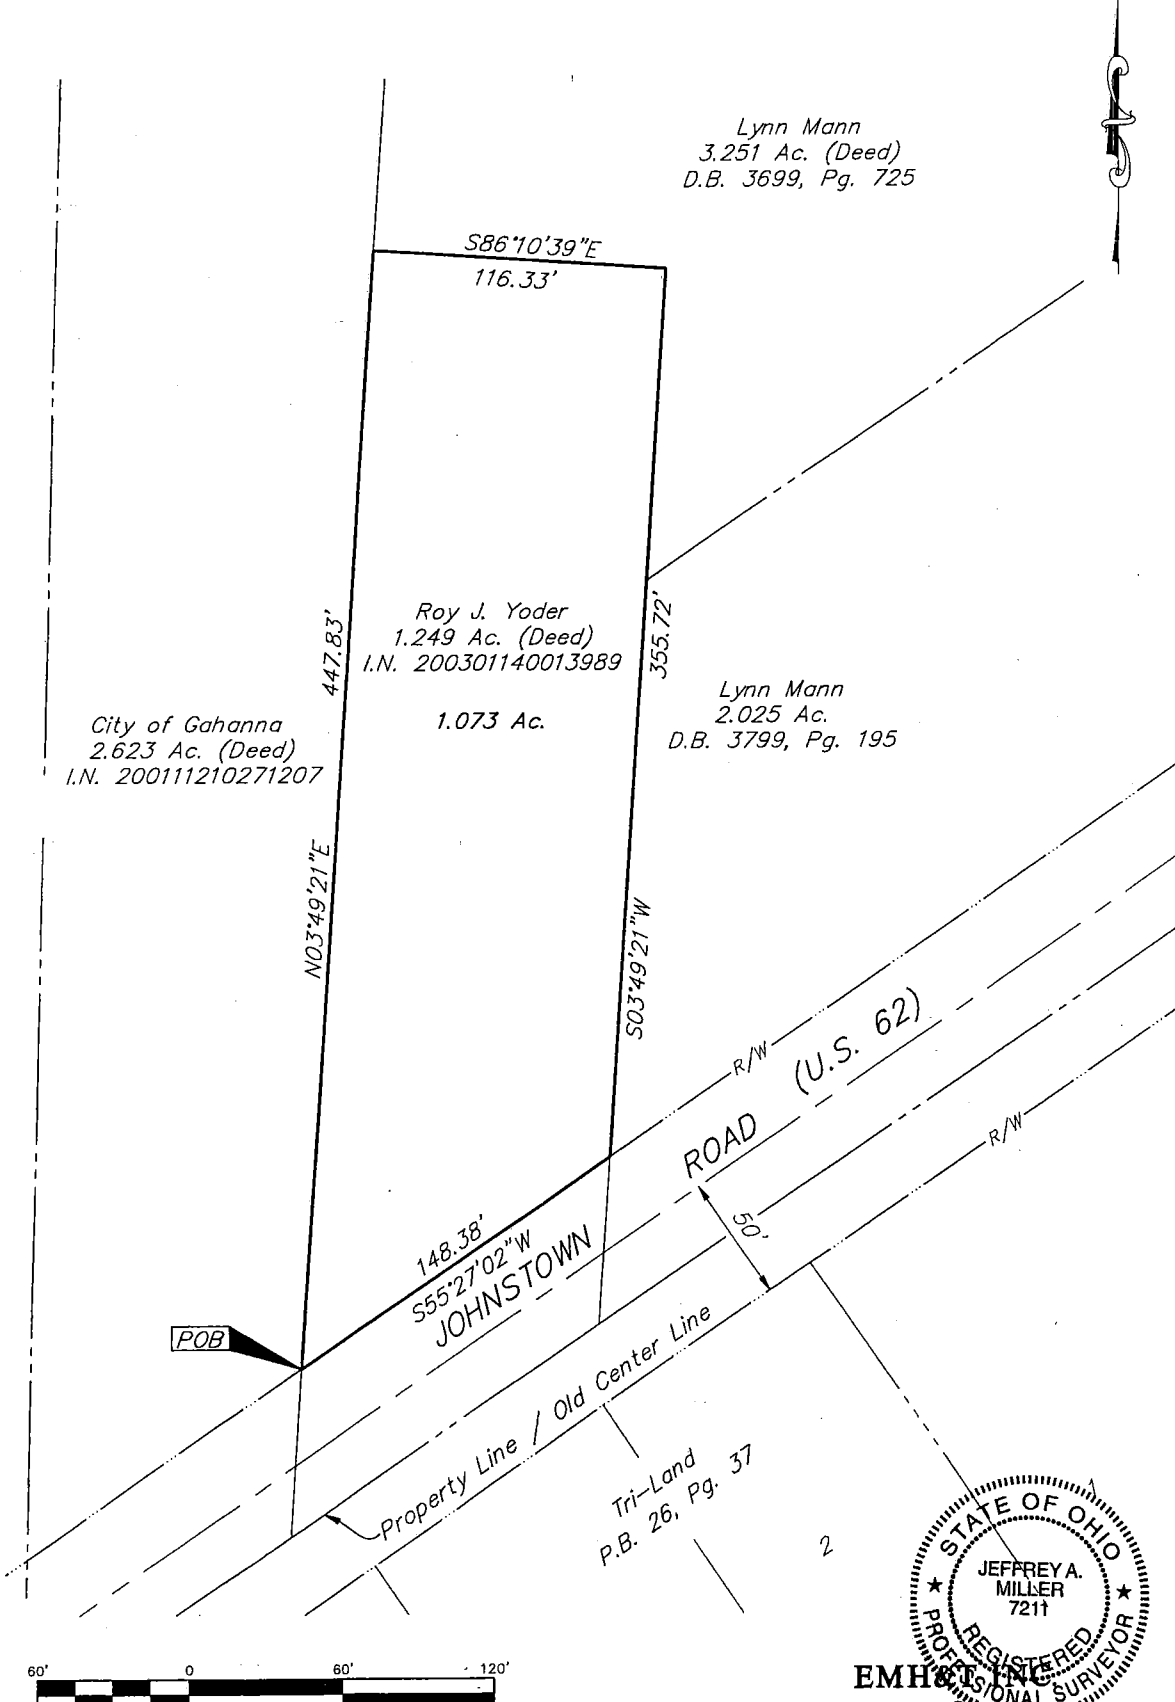 Lynn Mann
3.251 Ac. (Deed)
D.B. 3699, Pg. 725
S86°10'39"E
116.33'
447.83'
Roy J. Yoder
1.249 Ac. (Deed)
I.N. 200301140013989
1.073 Ac.
355.72'
Lynn Mann
2.025 Ac.
D.B. 3799, Pg. 195
City of Gahanna
2.623 Ac. (Deed)
I.N. 200111210271207
N03°49'21"E
S03°49'21"W
R/W
JOHNSTOWN ROAD (U.S. 62)
R/W
50'
148.38'
S55°27'02"W
POB
Property Line / Old Center Line
Tri-Land
P.B. 26, Pg. 37
2
1
STATE OF OHIO
JEFFREY A.
MILLER
7211
REGISTERED
PROFESSIONAL SURVEYOR
EMH&T INC.
60' 0 60' 120'